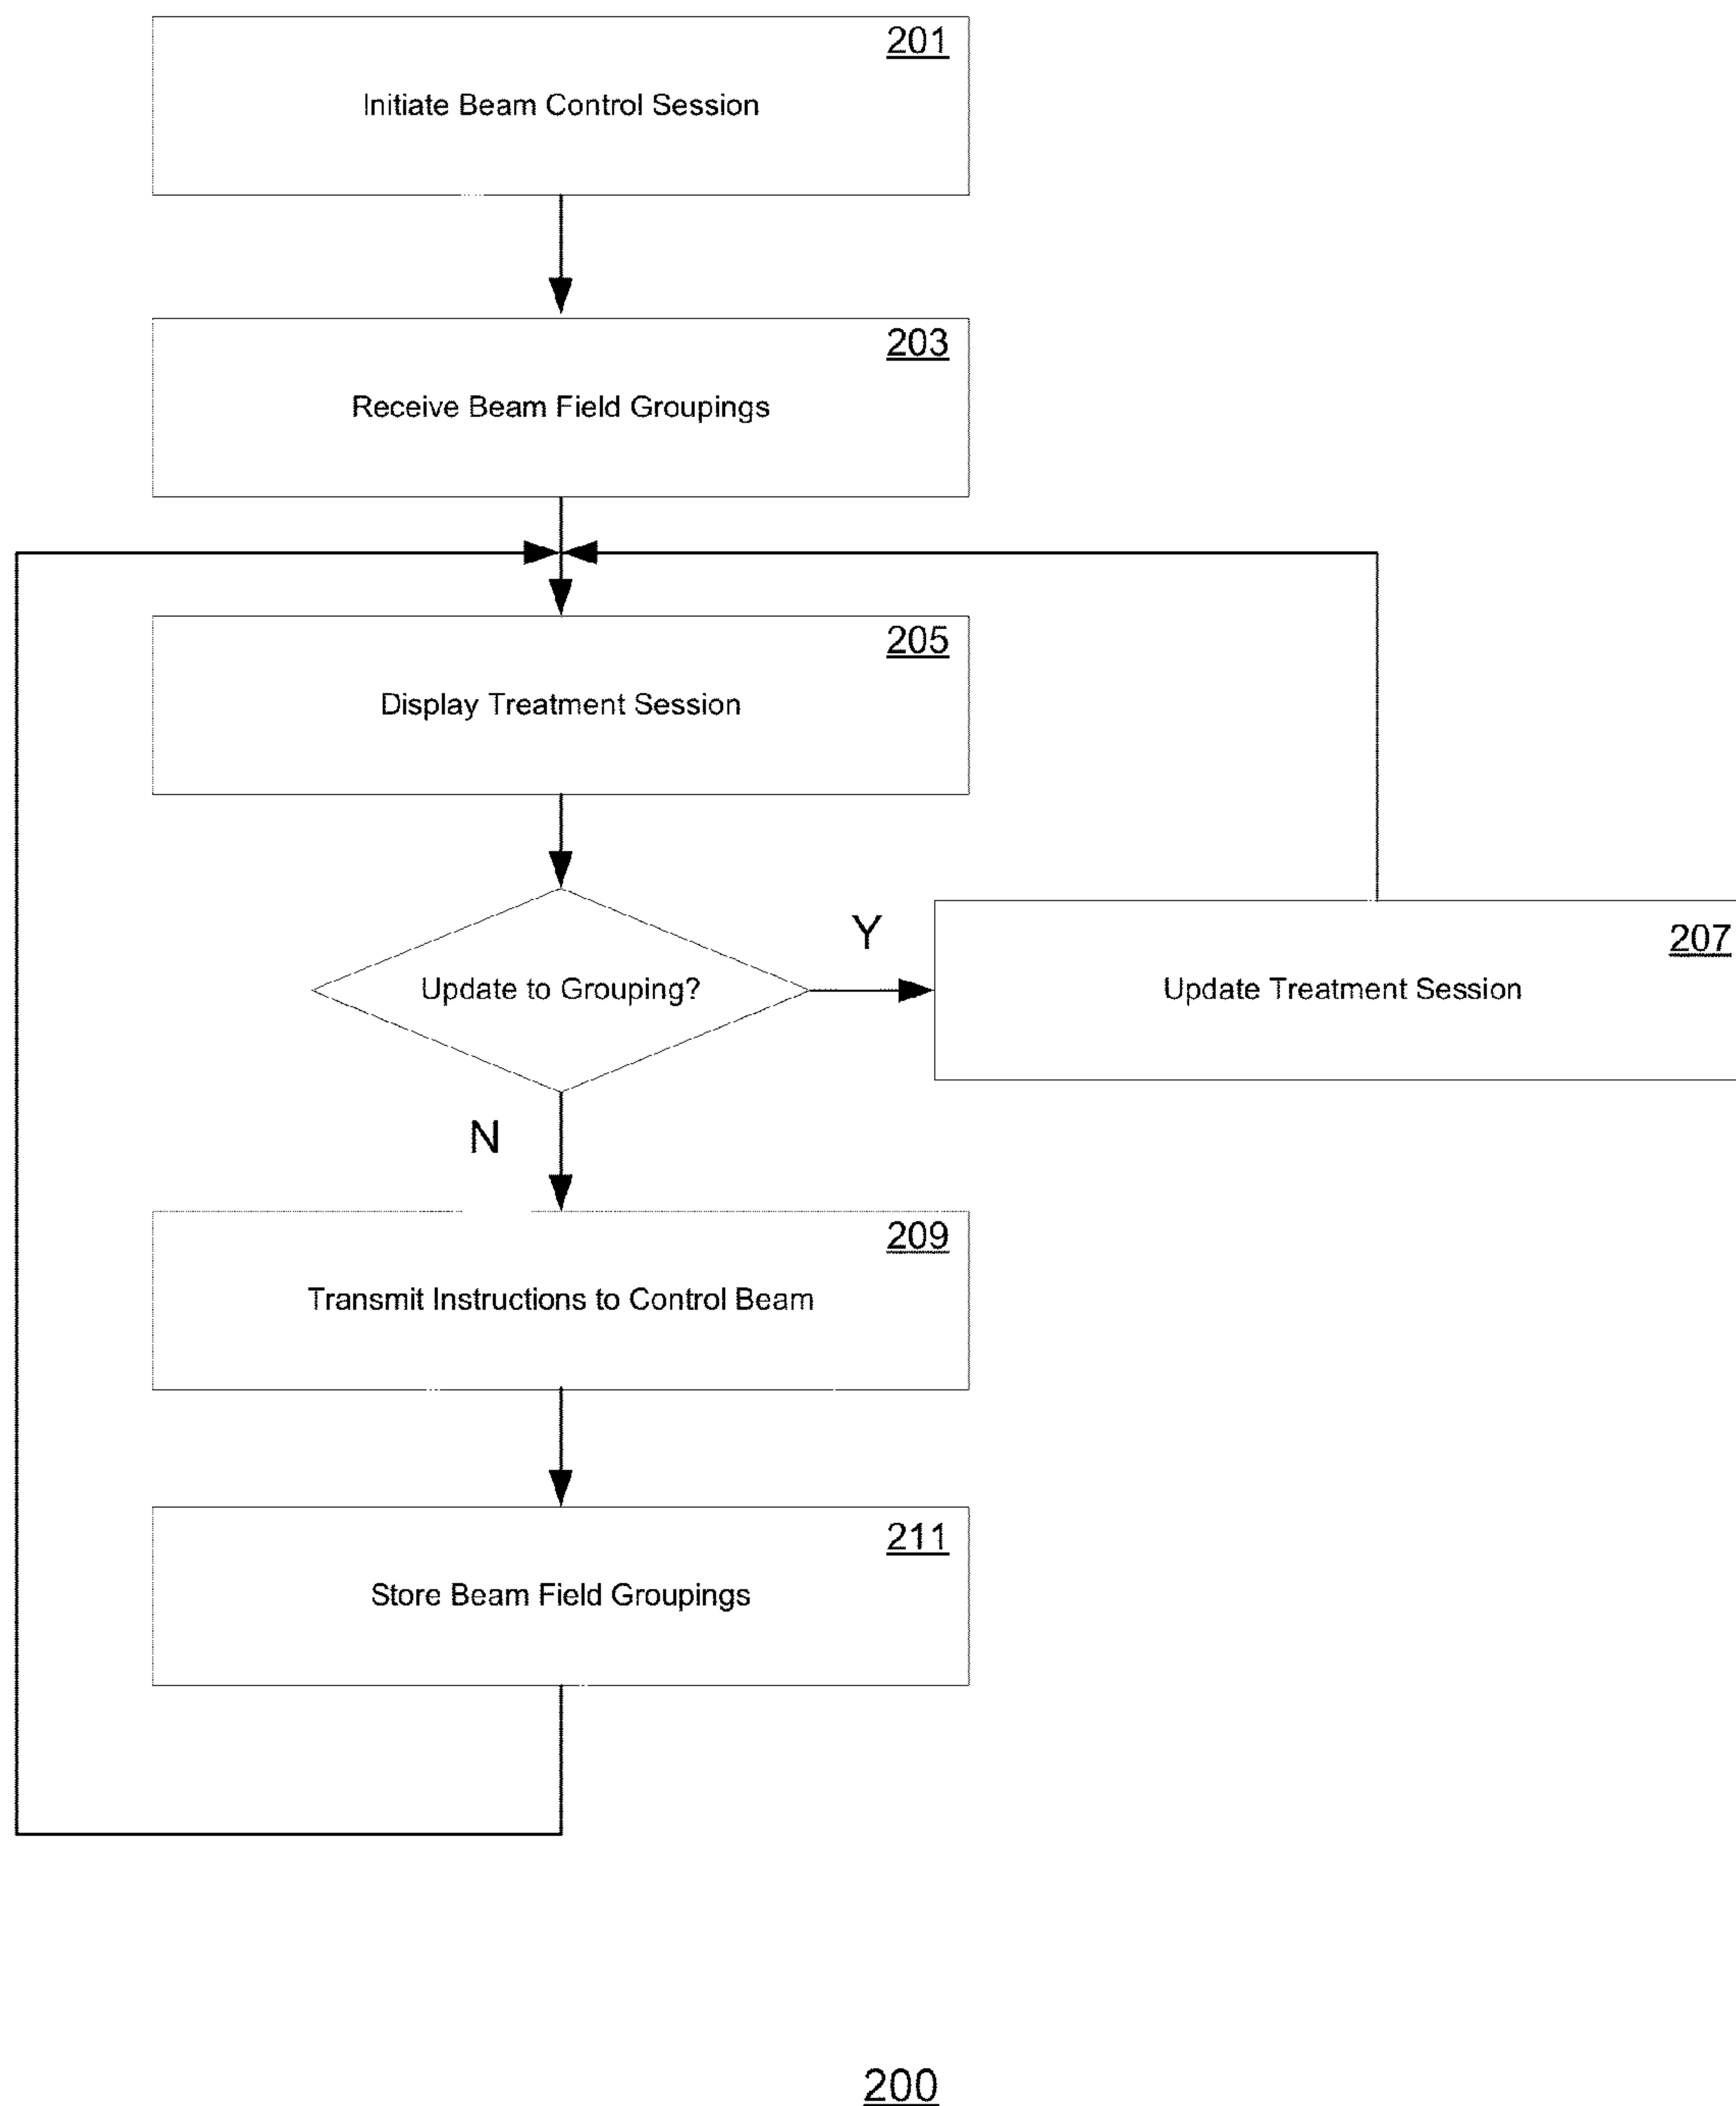 201
Initiate Beam Control Session
203
Receive Beam Field Groupings
205
Display Treatment Session
Update to Grouping?
Y
207
Update Treatment Session
N
209
Transmit Instructions to Control Beam
211
Store Beam Field Groupings
200